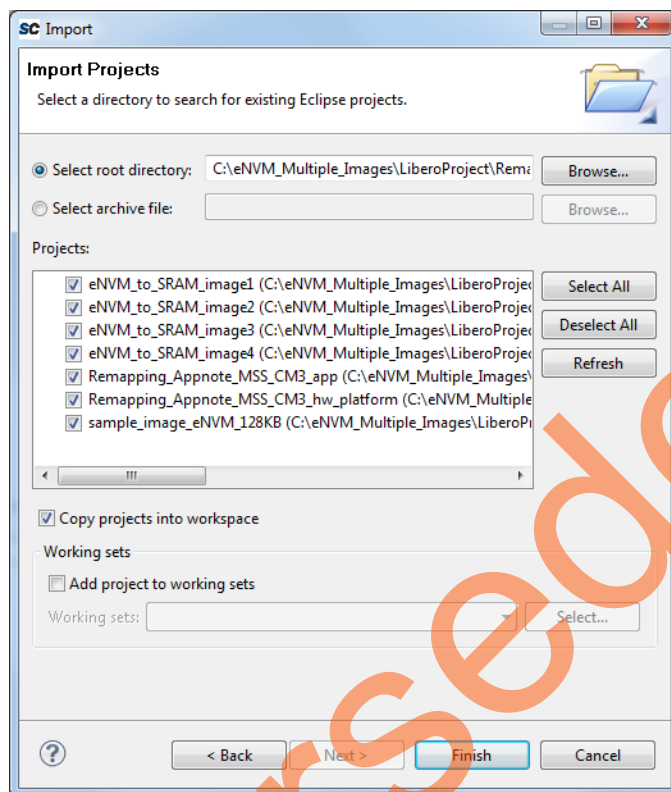 SC Import
Import Projects
Select a directory to search for existing Eclipse projects.
Select root directory: C:\eNVM_Multiple_Images\LiberoProject\Rema Browse...
Select archive file: Browse...
Projects:
eNVM_to_SRAM_image1 (C:\eNVM_Multiple_Images\LiberoProjec Select All
eNVM_to_SRAM_image2 (C:\eNVM_Multiple_Images\LiberoProjec
eNVM_to_SRAM_image3 (C:\eNVM_Multiple_Images\LiberoProjec Deselect All
eNVM_to_SRAM_image4 (C:\eNVM_Multiple_Images\LiberoProjec
Remapping_Appnote_MSS_CM3_app (C:\eNVM_Multiple_Images\ Refresh
Remapping_Appnote_MSS_CM3_hw_platform (C:\eNVM_Multiple
sample_image_eNVM_128KB (C:\eNVM_Multiple_Images\LiberoP
Copy projects into workspace
Working sets
Add project to working sets
Working sets: Select...
? < Back Next > Finish Cancel